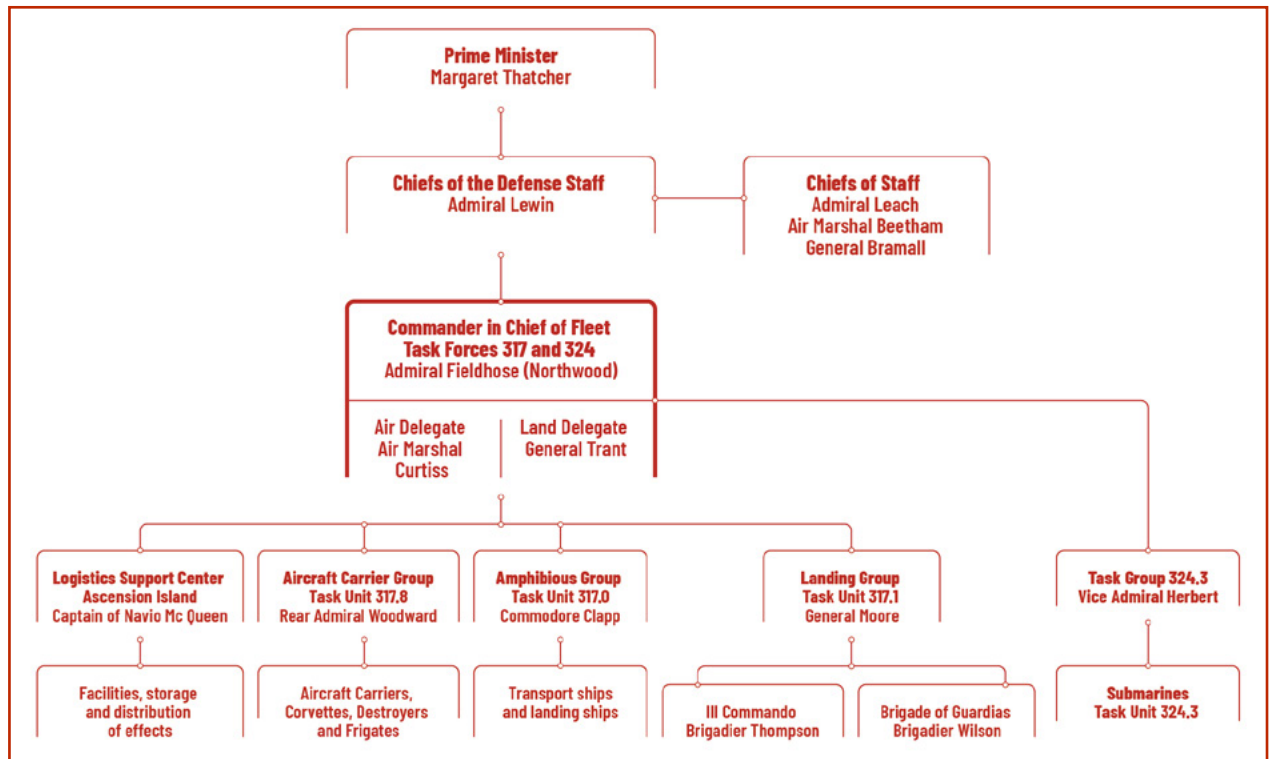 Prime Minister
Margaret Thatcher
Chiefs of the Defense Staff
Admiral Lewin
Chiefs of Staff
Admiral Leach
Air Marshal Beetham
General Bramall
Commander in Chief of Fleet
Task Forces 317 and 324
Admiral Fieldhose (Northwood)
Air Delegate
Air Marshal
Curtiss
Land Delegate
General Trant
Logistics Support Center
Ascension Island
Captain of Navio Mc Queen
Aircraft Carrier Group
Task Unit 317.8
Rear Admiral Woodward
Amphibious Group
Task Unit 317.0
Commodore Clapp
Landing Group
Task Unit 317.1
General Moore
Task Group 324.3
Vice Admiral Herbert
Facilities, storage
and distribution
of effects
Aircraft Carriers,
Corvettes, Destroyers
and Frigates
Transport ships
and landing ships
III Commando
Brigadier Thompson
Brigade of Guardias
Brigadier Wilson
Submarines
Task Unit 324.3